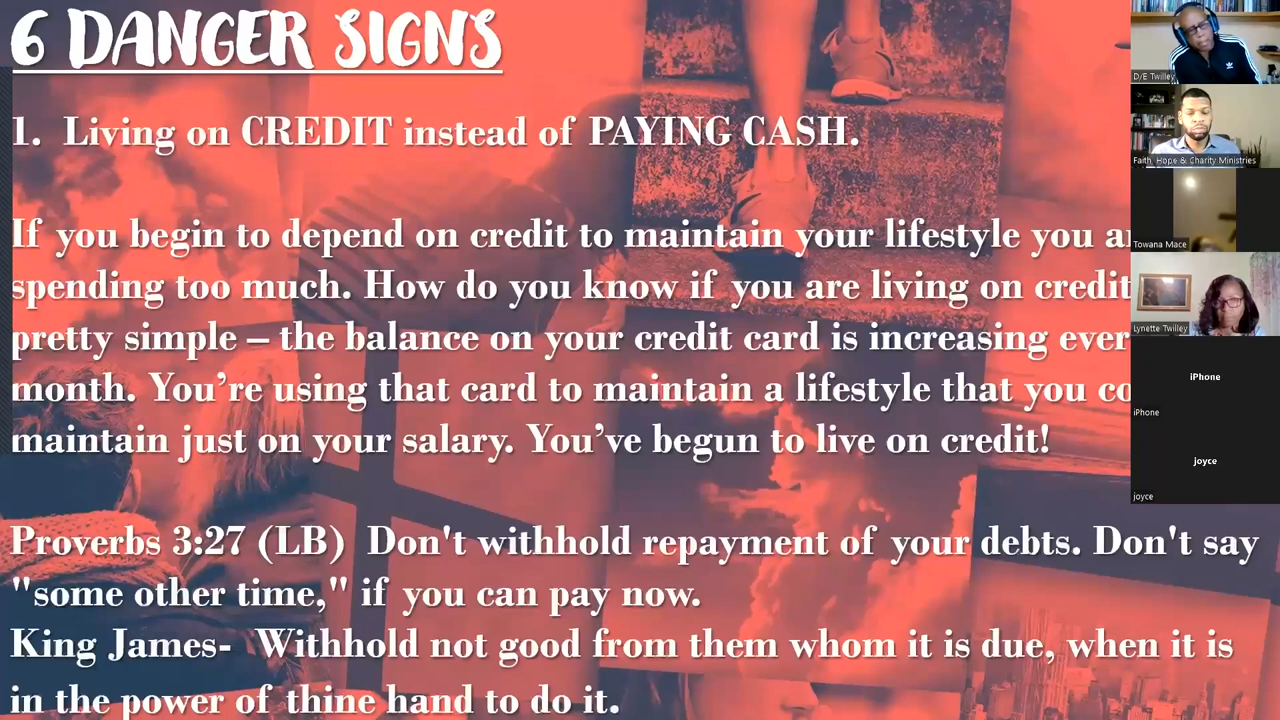 6 DANGER SIGNS
1. Living on CREDIT instead of PAYING CASH.
If you begin to depend on credit to maintain your lifestyle you
spending too much. How do you know if you are living on credit
pretty simple – the balance on your credit card is increasing
month. You’re using that card to maintain a lifestyle that you
maintain just on your salary. You’ve begun to live on credit!
Proverbs 3:27 (LB) Don't withhold repayment of your debts. Don't say
"some other time," if you can pay now.
King James- Withhold not good from them whom it is due, when it is
in the power of thine hand to do it.
D/E Twilley
Faith, Hope & Charity Ministries
Towana Mace
Lynette Twilley
iPhone
iPhone
joyce
joyce